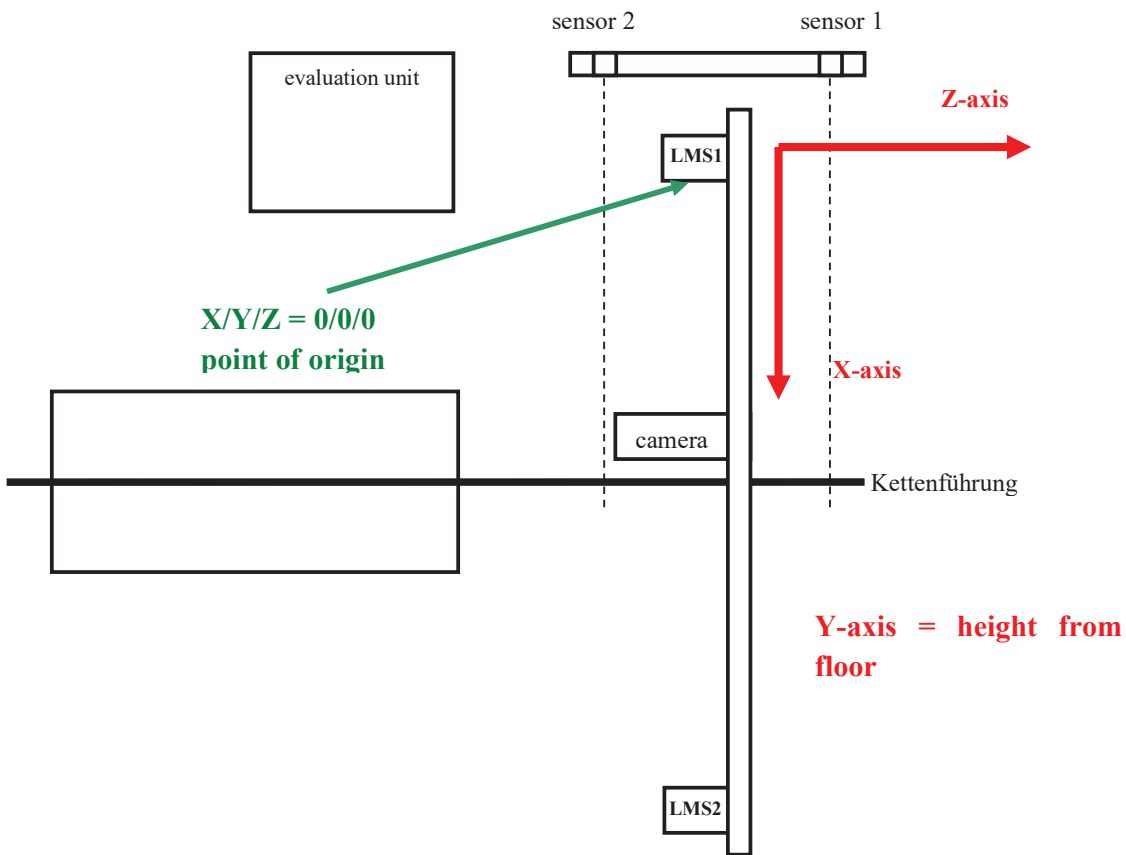 sensor 2
sensor 1
evaluation unit
Z-axis
LMS1
X/Y/Z = 0/0/0
point of origin
X-axis
camera
Kettenführung
Y-axis = height from
floor
LMS2